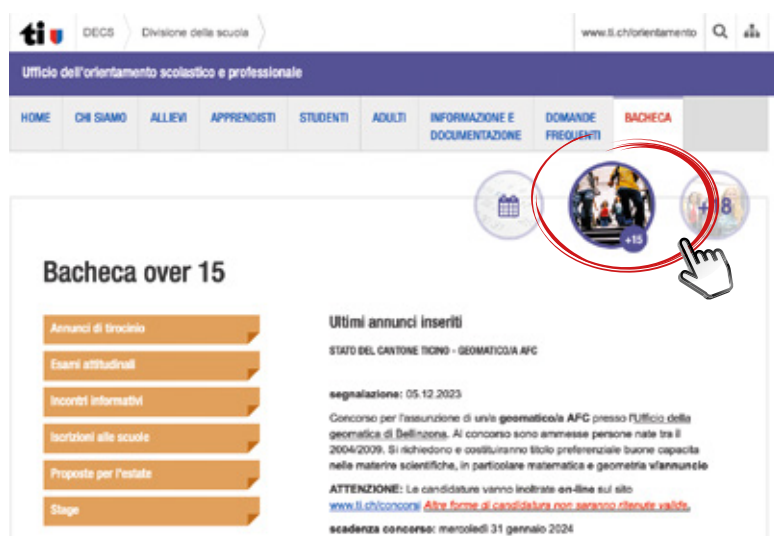 ti
DECS
Divisione della scuola
www.ti.ch/orientamento
Ufficio dell'orientamento scolastico e professionale
HOME
CHI SIAMO
ALLIEVI
APPRENDISTI
STUDENTI
ADULTI
INFORMAZIONE E
DOCUMENTAZIONE
DOMANDE
FREQUENTI
BACHECA
+15
+18
Bacheca over 15
Annunci di tirocinio
Esami attitudinali
Incontri informativi
Iscrizioni alle scuole
Proposte per l'estate
Stage
Ultimi annunci inseriti
STATO DEL CANTONE TICINO - GEOMATICO/A AFC
segnalazione: 05.12.2023
Concorso per l'assunzione di un/a geomatico/a AFC presso l'Ufficio della
geomatica di Bellinzona. Al concorso sono ammesse persone nate tra il
2004/2009. Si richiedono e costituiranno titolo preferenziale buone capacità
nelle materire scientifiche, in particolare matematica e geometria v/annuncio
ATTENZIONE: Le candidature vanno inoltrate on-line sul sito
www.ti.ch/concorsi Altre forme di candidatura non saranno ritenute valide.
scadenza concorso: mercoledì 31 gennaio 2024